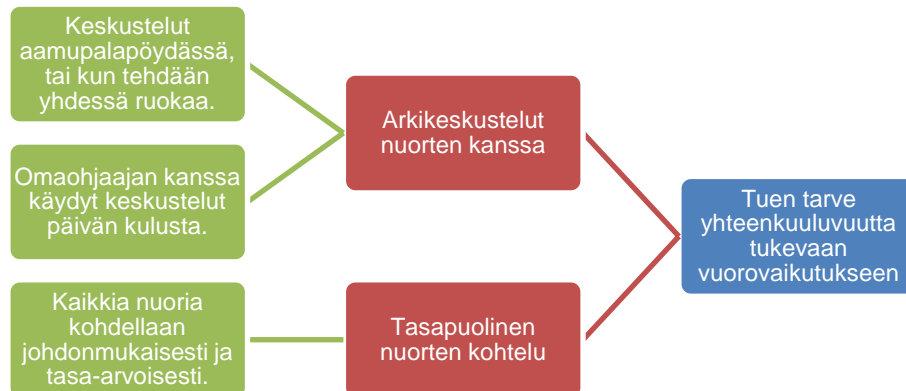 Keskustelut
aamupalapöydässä,
tai kun tehdään
yhdessä ruokaa.
Omaohjaajan kanssa
käydyt keskustelut
päivän kulusta.
Kaikkia nuoria
kohdellaan
johdonmukaisesti ja
tasa-arvoisesti.
Arkikeskustelut
nuorten kanssa
Tasapuolinen
nuorten kohtelu
Tuen tarve
yhteenkuuluvuutta
tukevaan
vuorovaikutukseen